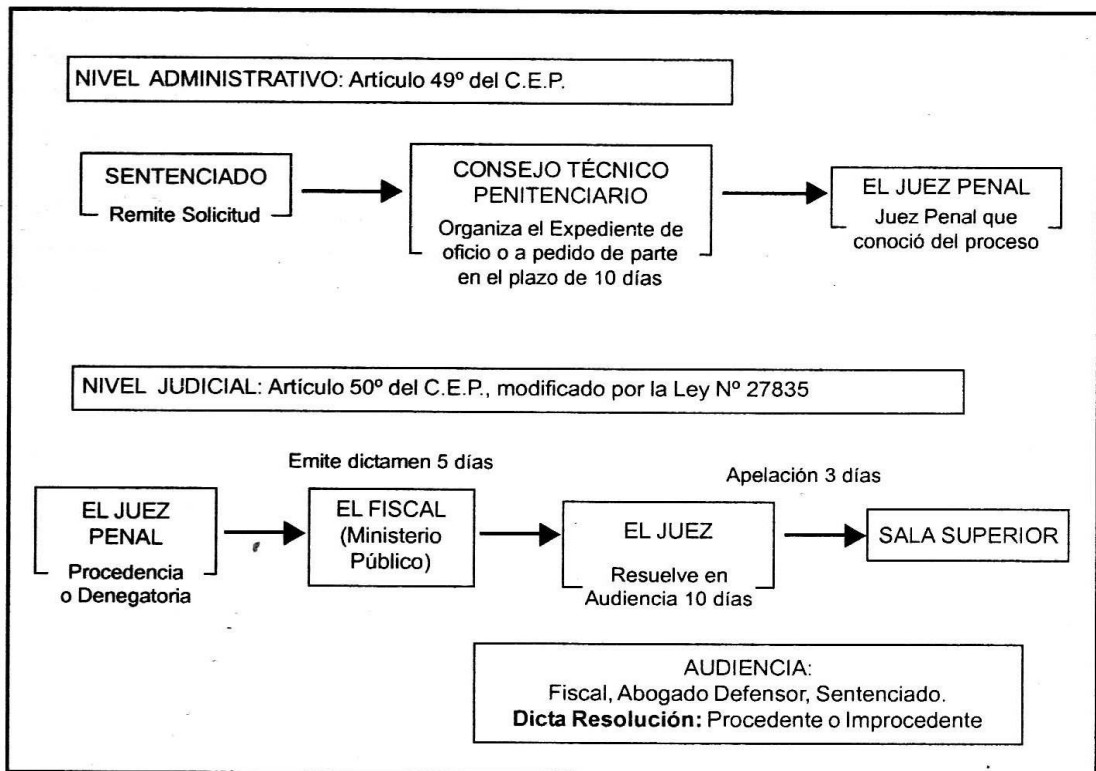 NIVEL ADMINISTRATIVO: Artículo 49º del C.E.P.
SENTENCIADO
Remite Solicitud
CONSEJO TÉCNICO
PENITENCIARIO
Organiza el Expediente de
oficio o a pedido de parte
en el plazo de 10 días
EL JUEZ PENAL
Juez Penal que
conoció del proceso
NIVEL JUDICIAL: Artículo 50º del C.E.P., modificado por la Ley Nº 27835
EL JUEZ
PENAL
Procedencia
o Denegatoria
Emite dictamen 5 días
EL FISCAL
(Ministerio
Público)
EL JUEZ
Resuelve en
Audiencia 10 días
Apelación 3 días
SALA SUPERIOR
AUDIENCIA:
Fiscal, Abogado Defensor, Sentenciado.
Dicta Resolución: Procedente o Improcedente